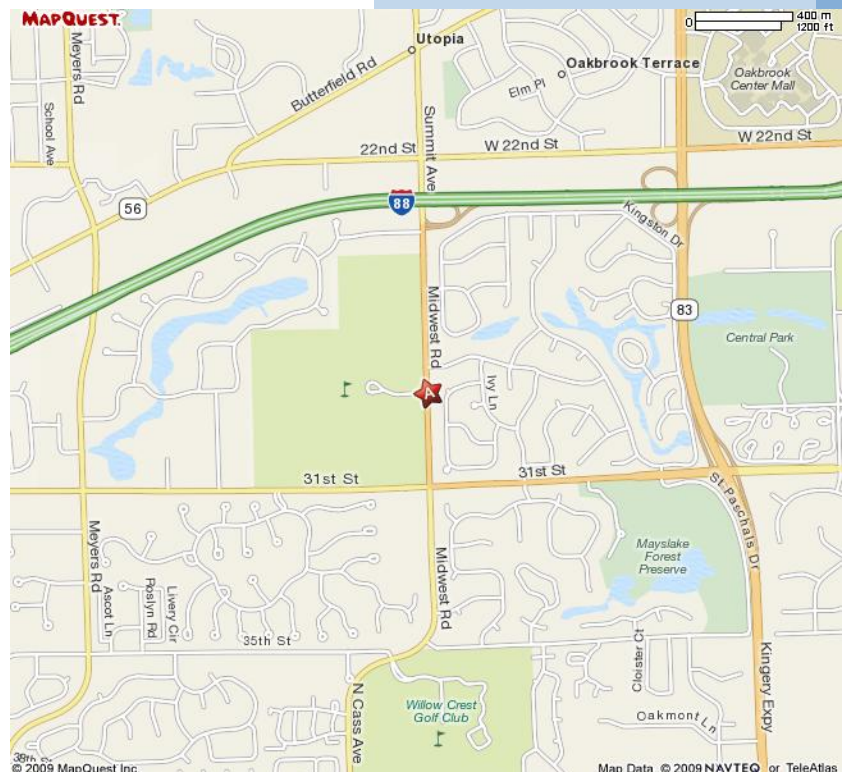 MAPQUEST.
0 400 m
1200 ft
Utopia
Oakbrook Terrace
Meyers Rd
Butterfield Rd
Elm Pl
Oakbrook
Center Mall
School Ave
Summit Ave
22nd St
W 22nd St
W 22nd St
56
88
Kingston Dr
Midwest Rd
83
Central Park
A
Ivy Ln
31st St
31st St
St Paschals Dr
Meyers Rd
Midwest Rd
Mayslake
Forest
Preserve
Ascot Ln
Roslyn Rd
Livery Cir
35th St
Cloister Ct
Kingery Expy
N Cass Ave
Willow Crest
Golf Club
Oakmont Ln
38th St
© 2009 MapQuest Inc
Map Data © 2009 NAVTEQ or TeleAtlas